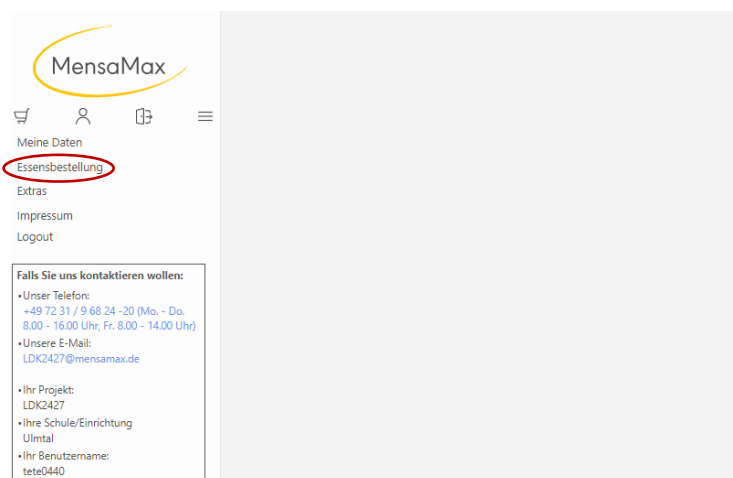 MensaMax
Meine Daten
Essensbestellung
Extras
Impressum
Logout
Falls Sie uns kontaktieren wollen:
•Unser Telefon:
+49 72 31 / 9 68 24 -20 (Mo. - Do.
8.00 - 16.00 Uhr, Fr. 8.00 - 14.00 Uhr)
•Unsere E-Mail:
LDK2427@mensamax.de
•Ihr Projekt:
LDK2427
•Ihre Schule/Einrichtung
Ulmtal
•Ihr Benutzername:
tete0440